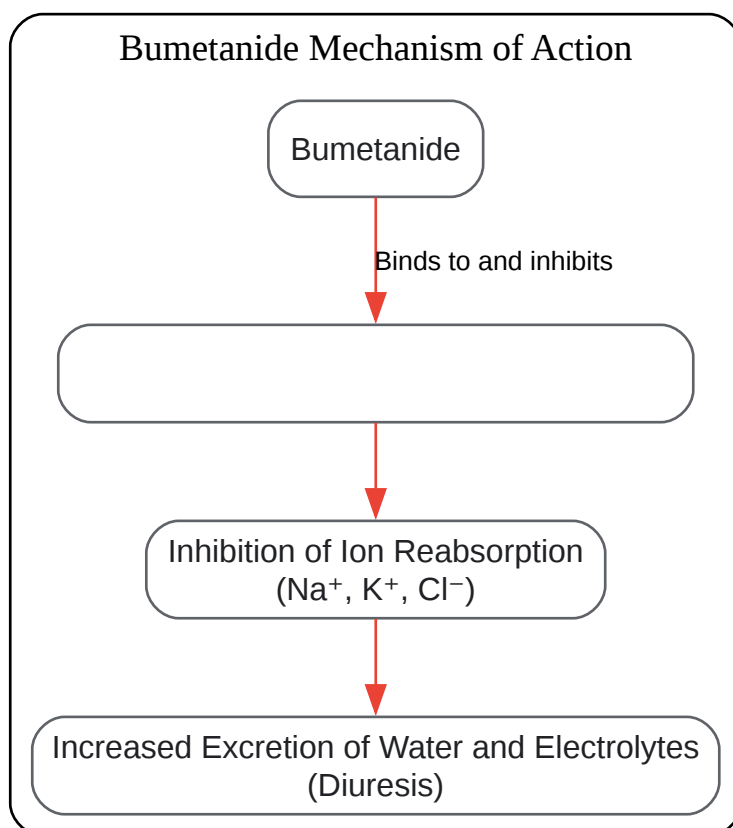 Bumetanide Mechanism of Action
Bumetanide
Binds to and inhibits
Inhibition of Ion Reabsorption
(Na⁺, K⁺, Cl⁻)
Increased Excretion of Water and Electrolytes
(Diuresis)